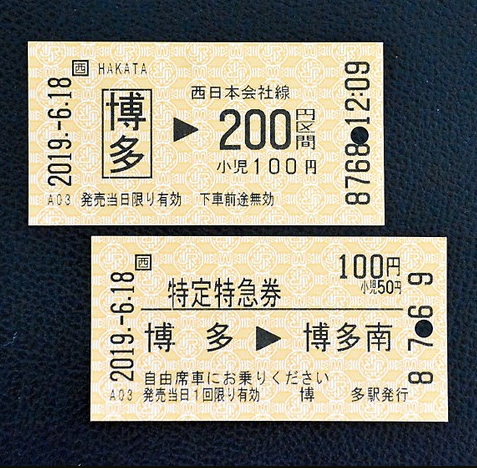 西 HAKATA
2019.-6.18
博多
西日本会社線
▶ 200円区間
小児100円
8768 12:09
A03 発売当日限り有効 下車前途無効
西
100円
小児50円
2019.-6.18
特定特急券
博多 ▶ 博多南
8769
自由席車にお乗りください
A03 発売当日1回限り有効 博多駅発行